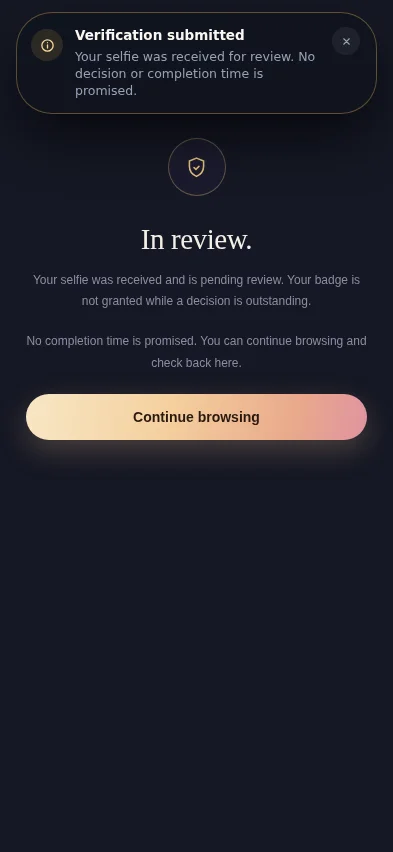 Verification submitted
Your selfie was received for review. No
decision or completion time is
promised.
In review.
Your selfie was received and is pending review. Your badge is
not granted while a decision is outstanding.
No completion time is promised. You can continue browsing and
check back here.
Continue browsing